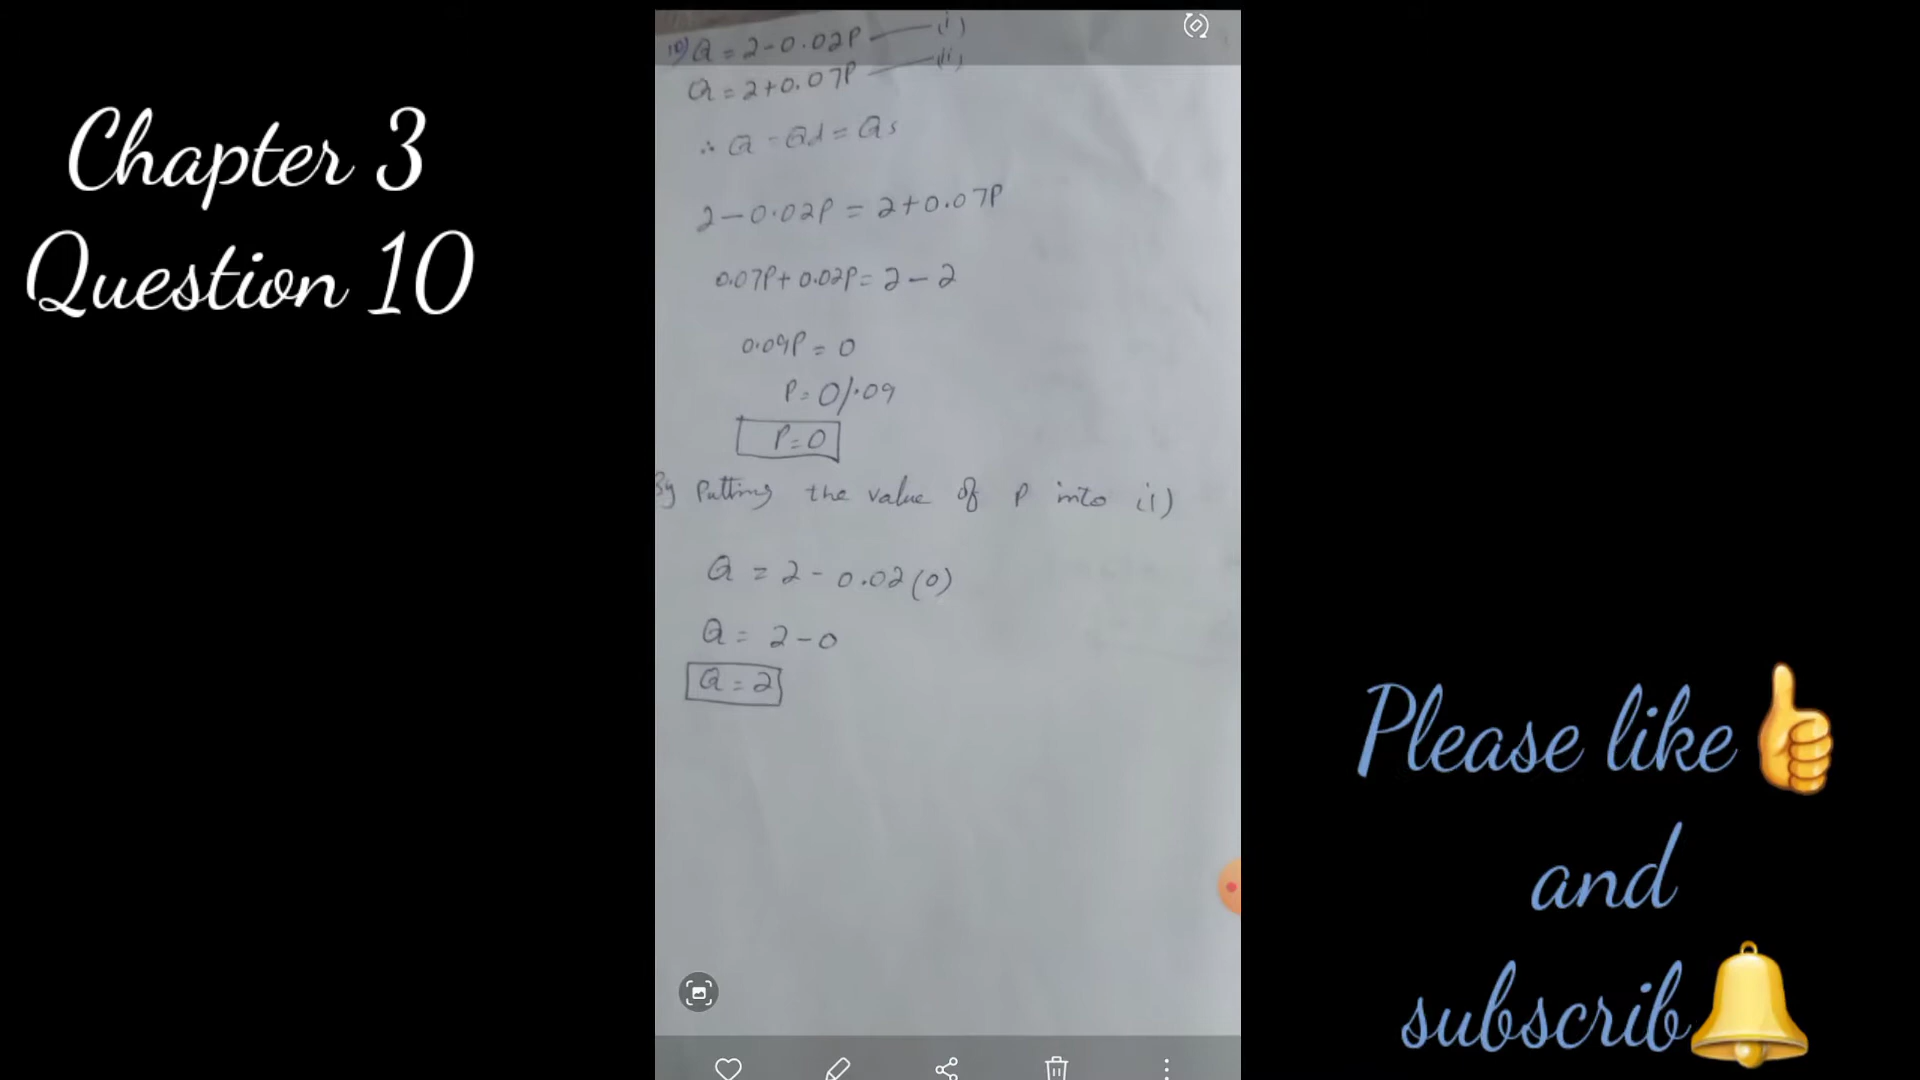 Chapter 3
Question 10
10) Q = 2 - 0.02P (i)
Q = 2 + 0.07P (ii)
∴ Q = Qd = Qs
2 - 0.02P = 2 + 0.07P
0.07P + 0.02P = 2 - 2
0.09P = 0
P = 0/.09
P = 0
By Putting the value of P into (i)
Q = 2 - 0.02(0)
Q = 2 - 0
Q = 2
Please like
and
subscrib